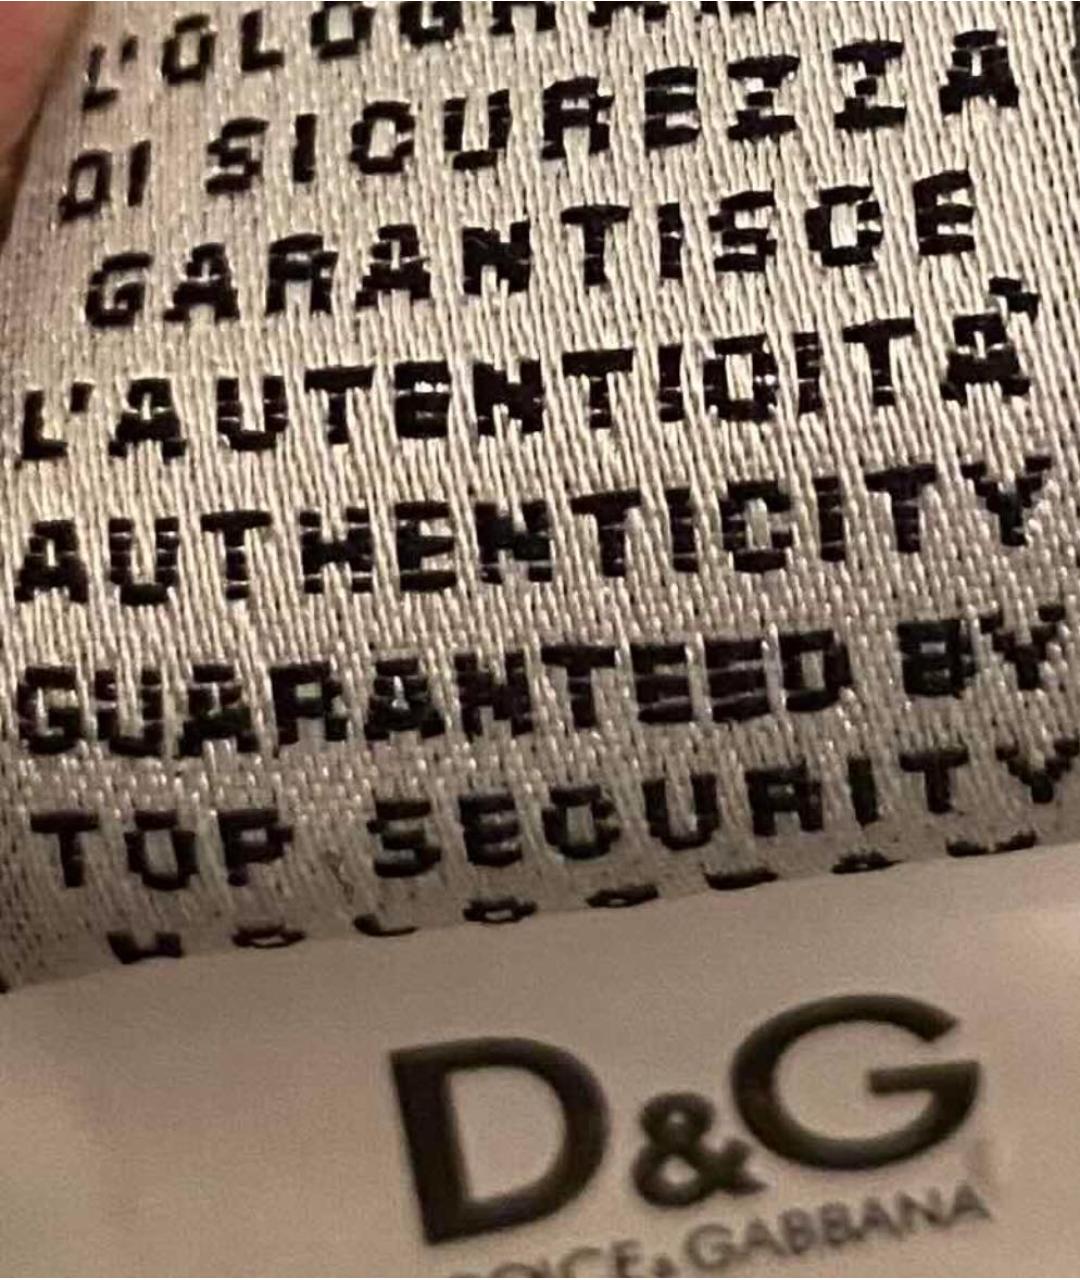 L'OLOGRAMMA
DI SICUREZZA
GARANTISCE
L'AUTENTICITÀ
AUTHENTICITY
GUARANTEED BY
TOP SECURITY
D&G
DOLCE & GABBANA